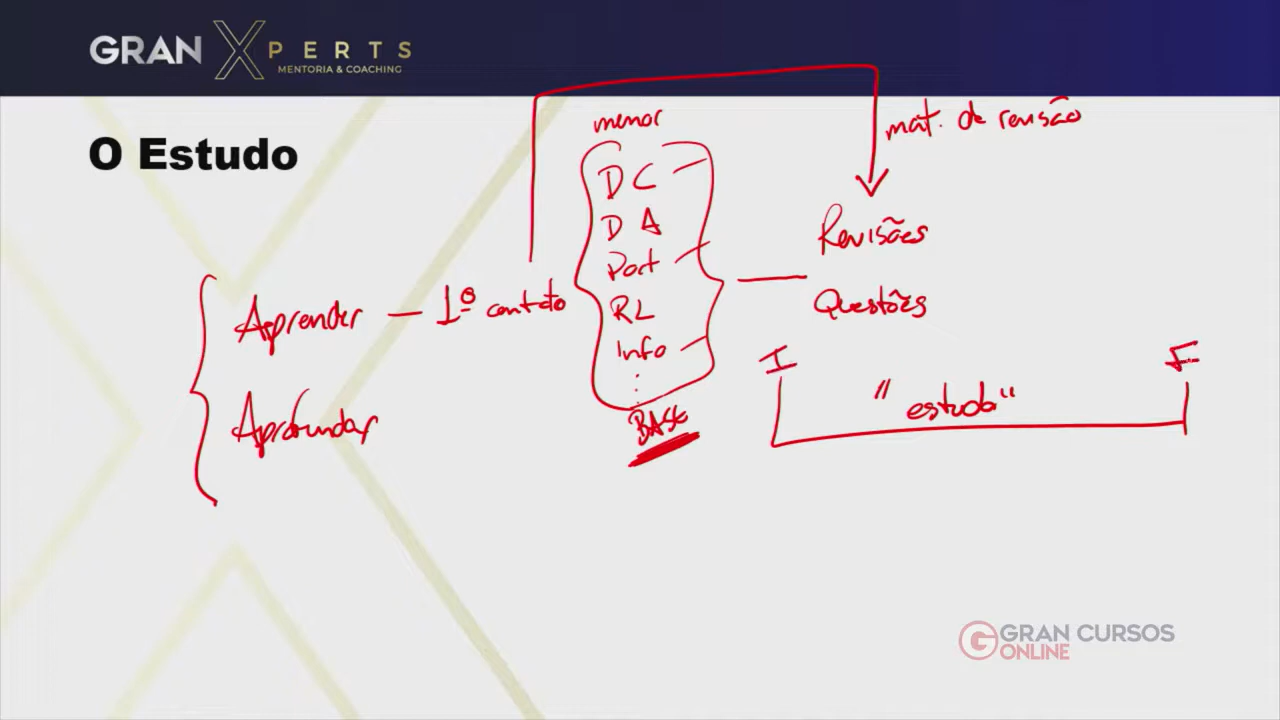 GRAN XPERTS
MENTORIA & COACHING
O Estudo
menor
mat. de revisão
DC
DA
Port
RL
Info
BASE
Revisões
Questões
Aprender — 1º contato
Aprofundar
I
F
"estudo"
GRAN CURSOS
ONLINE